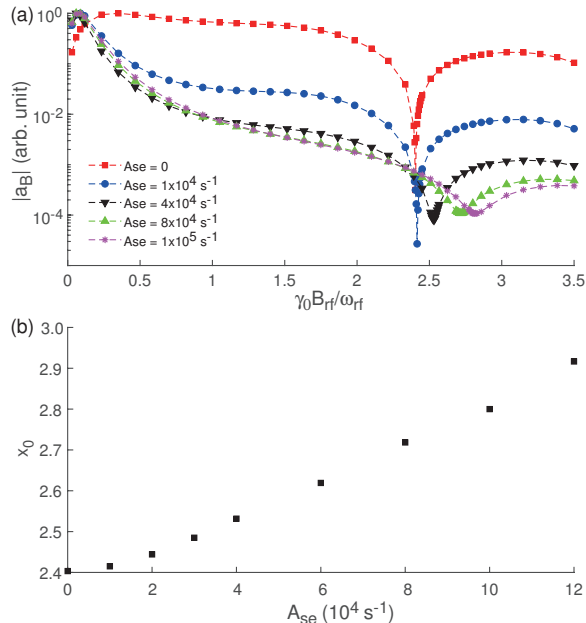 (a)
|a_B| (arb. unit)
10^0
10^-2
10^-4
Ase = 0
Ase = 1x10^4 s^-1
Ase = 4x10^4 s^-1
Ase = 8x10^4 s^-1
Ase = 1x10^5 s^-1
0 0.5 1 1.5 2 2.5 3 3.5
γ_0B_rf/ω_rf
(b)
x_0
3.0
2.9
2.8
2.7
2.6
2.5
2.4
0 2 4 6 8 10 12
A_se (10^4 s^-1)